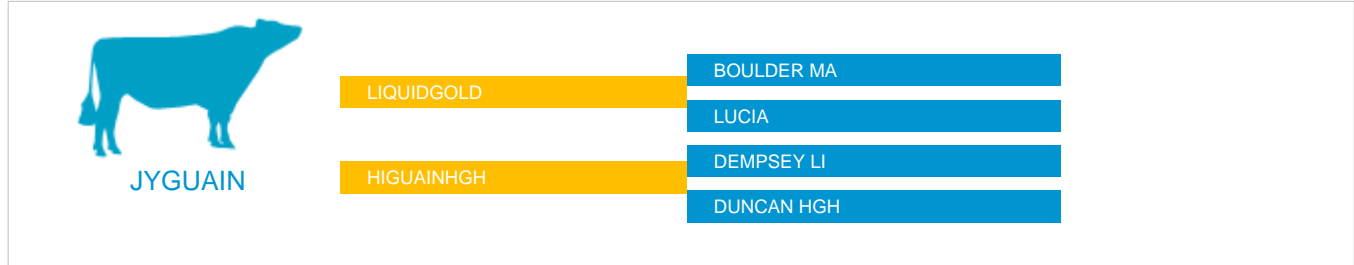 JYGUAIN
LIQUIDGOLD
HIGUAINHGH
BOULDER MA
LUCIA
DEMPSEY LI
DUNCAN HGH